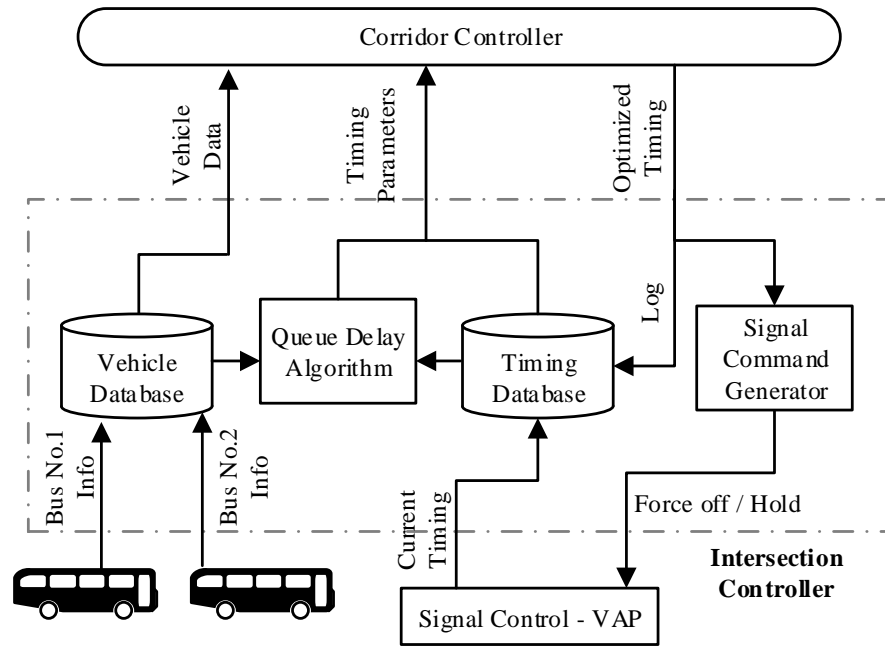 Corridor Controller
Vehicle
Data
Timing
Parameters
Optimized
Timing
Log
Vehicle
Database
Queue Delay
Algorithm
Timing
Database
Signal
Command
Generator
Bus No.1
Info
Bus No.2
Info
Current
Timing
Force off / Hold
Intersection
Controller
Signal Control - VAP